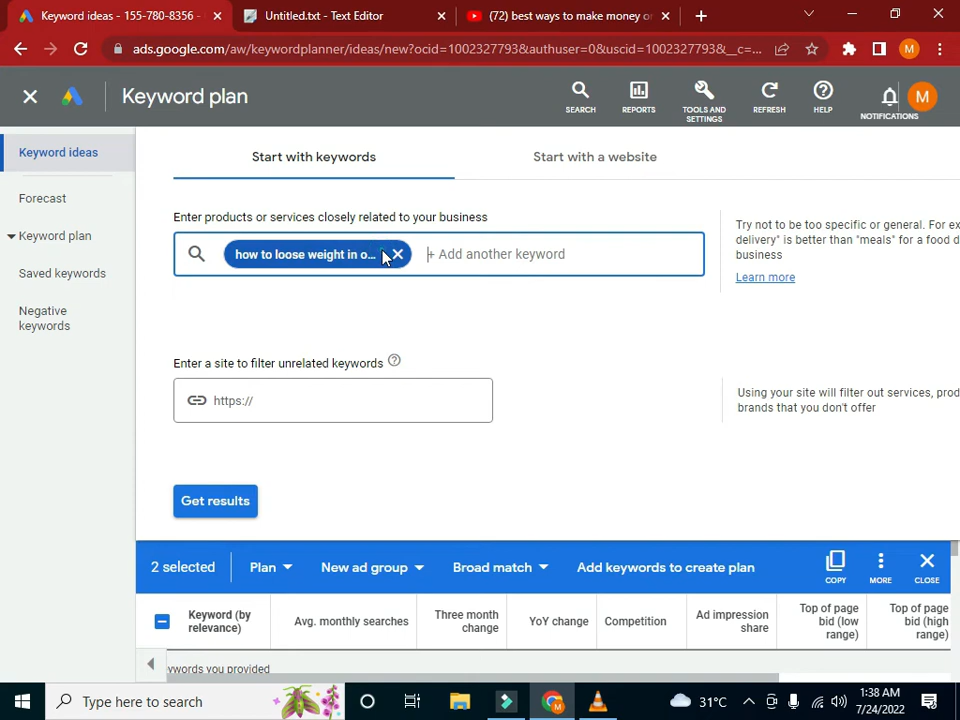 Keyword ideas - 155-780-8356 -
Untitled.txt - Text Editor
(72) best ways to make money o
ads.google.com/aw/keywordplanner/ideas/new?ocid=1002327793&authuser=0&uscid=1002327793&__c=...
M
Keyword plan
SEARCH
REPORTS
TOOLS AND
SETTINGS
REFRESH
HELP
NOTIFICATIONS
M
Keyword ideas
Forecast
Keyword plan
Saved keywords
Negative
keywords
Start with keywords
Start with a website
Enter products or services closely related to your business
how to loose weight in o...
+ Add another keyword
Try not to be too specific or general. For ex
delivery" is better than "meals" for a food d
business
Learn more
Enter a site to filter unrelated keywords
https://
Using your site will filter out services, prod
brands that you don't offer
Get results
2 selected
Plan
New ad group
Broad match
Add keywords to create plan
COPY
MORE
CLOSE
Keyword (by
relevance)
Avg. monthly searches
Three month
change
YoY change
Competition
Ad impression
share
Top of page
bid (low
range)
Top of page
bid (high
range)
ywords you provided
Type here to search
31°C
1:38 AM
7/24/2022